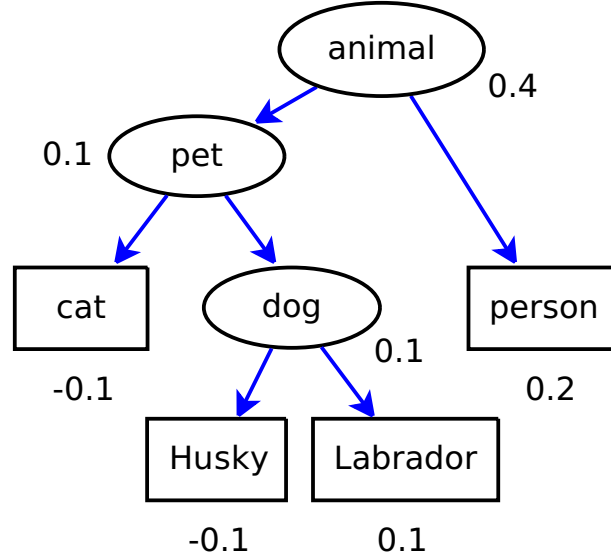 animal
0.4
0.1
pet
cat
dog
person
-0.1
0.1
0.2
Husky
Labrador
-0.1
0.1